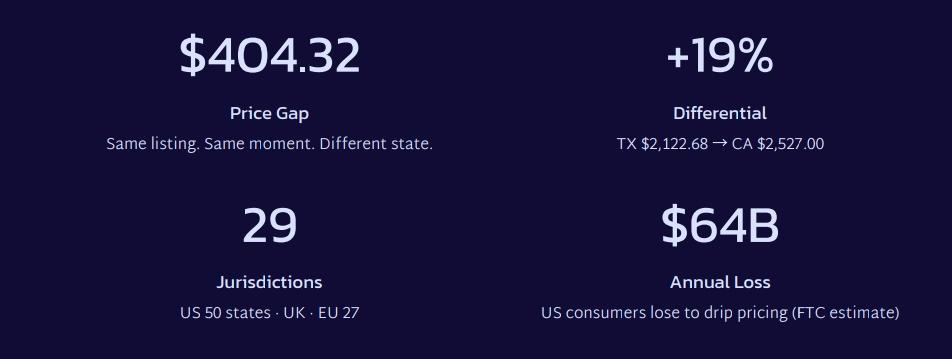 $404.32
Price Gap
Same listing. Same moment. Different state.
+19%
Differential
TX $2,122.68 → CA $2,527.00
29
Jurisdictions
US 50 states · UK · EU 27
$64B
Annual Loss
US consumers lose to drip pricing (FTC estimate)